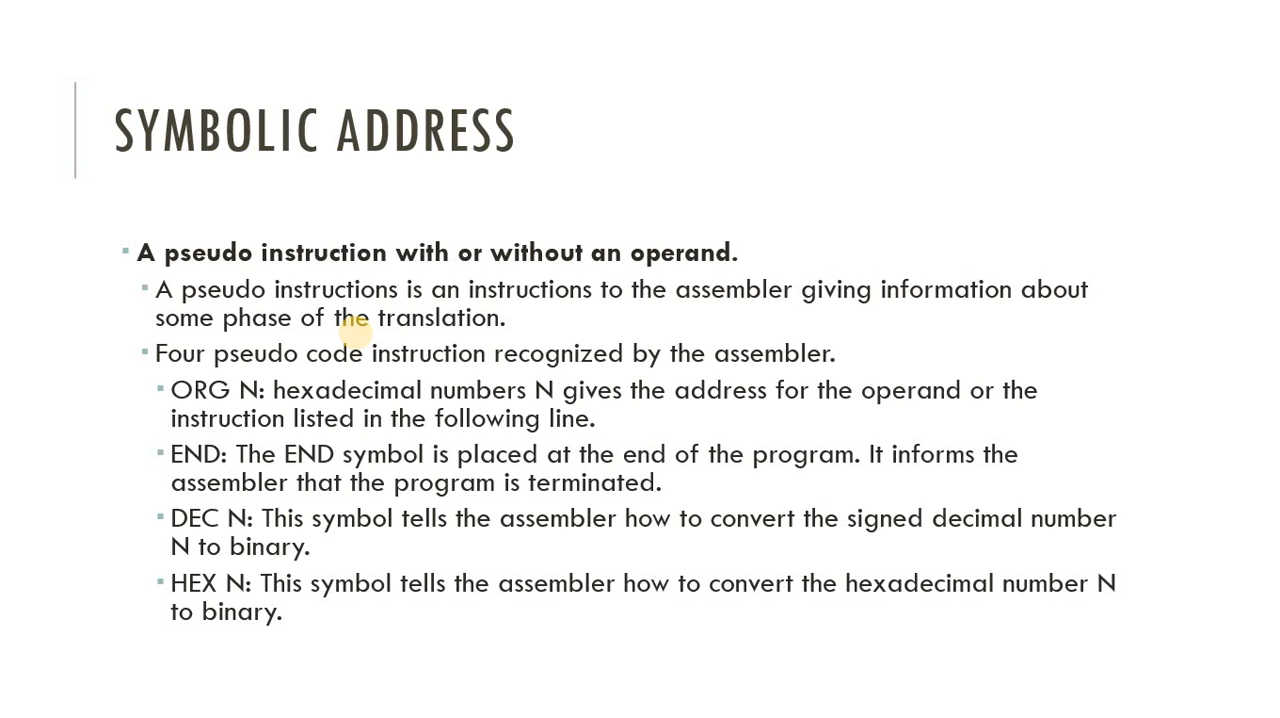 SYMBOLIC ADDRESS
A pseudo instruction with or without an operand.
A pseudo instructions is an instructions to the assembler giving information about
some phase of the translation.
Four pseudo code instruction recognized by the assembler.
ORG N: hexadecimal numbers N gives the address for the operand or the
instruction listed in the following line.
END: The END symbol is placed at the end of the program. It informs the
assembler that the program is terminated.
DEC N: This symbol tells the assembler how to convert the signed decimal number
N to binary.
HEX N: This symbol tells the assembler how to convert the hexadecimal number N
to binary.